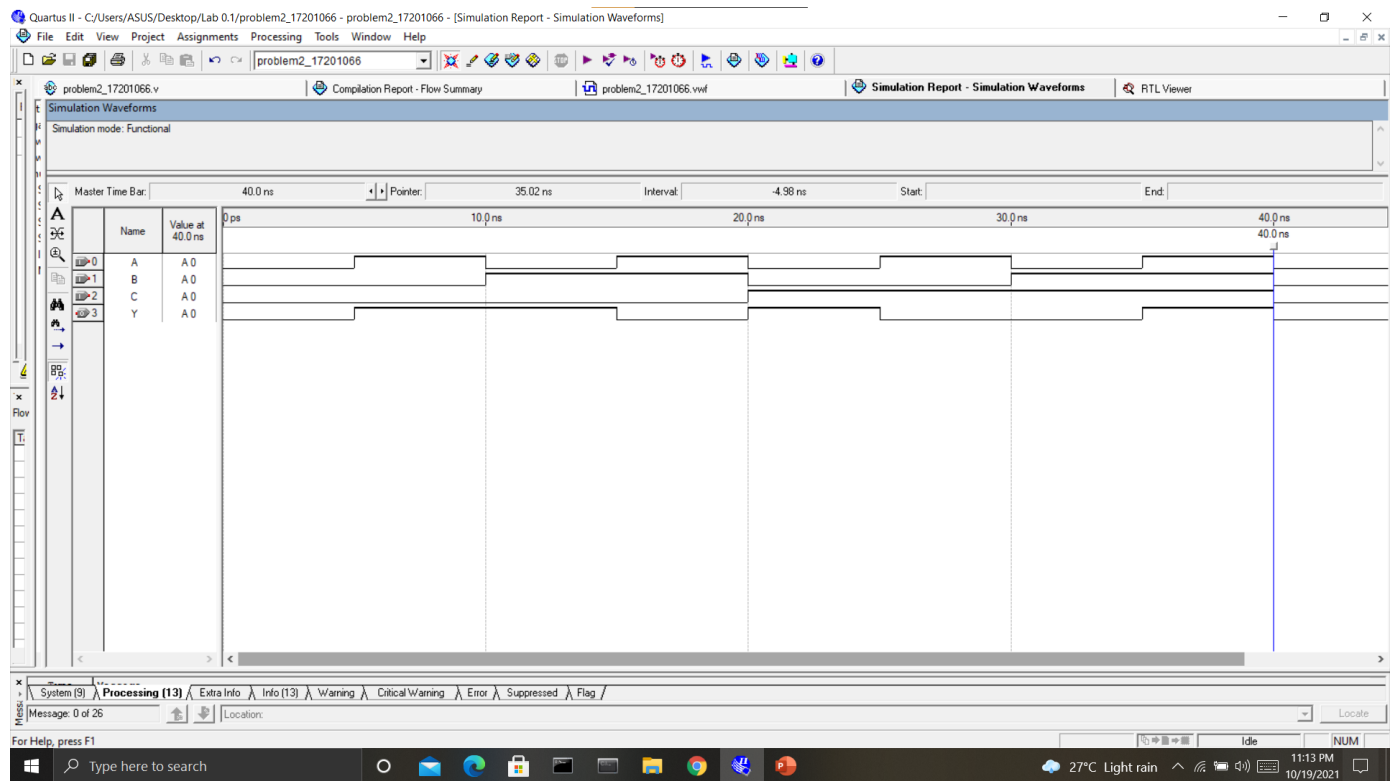 Quartus II - C:/Users/ASUS/Desktop/Lab 0.1/problem2_17201066 - problem2_17201066 - [Simulation Report - Simulation Waveforms]
File Edit View Project Assignments Processing Tools Window Help
problem2_17201066
problem2_17201066.v Compilation Report - Flow Summary problem2_17201066.vwf Simulation Report - Simulation Waveforms RTL Viewer
Simulation Waveforms
Simulation mode: Functional
Master Time Bar: 40.0 ns Pointer: 35.02 ns Interval: -4.98 ns Start: End:
Name Value at 40.0 ns 0 ps 10.0 ns 20.0 ns 30.0 ns 40.0 ns
40.0 ns
0 A A 0
1 B A 0
2 C A 0
3 Y A 0
Flow
System (9) Processing (13) Extra Info Info (13) Warning Critical Warning Error Suppressed Flag
Message: 0 of 26 Location: Locate
For Help, press F1 Idle NUM
Type here to search 27°C Light rain 11:13 PM
10/19/2021